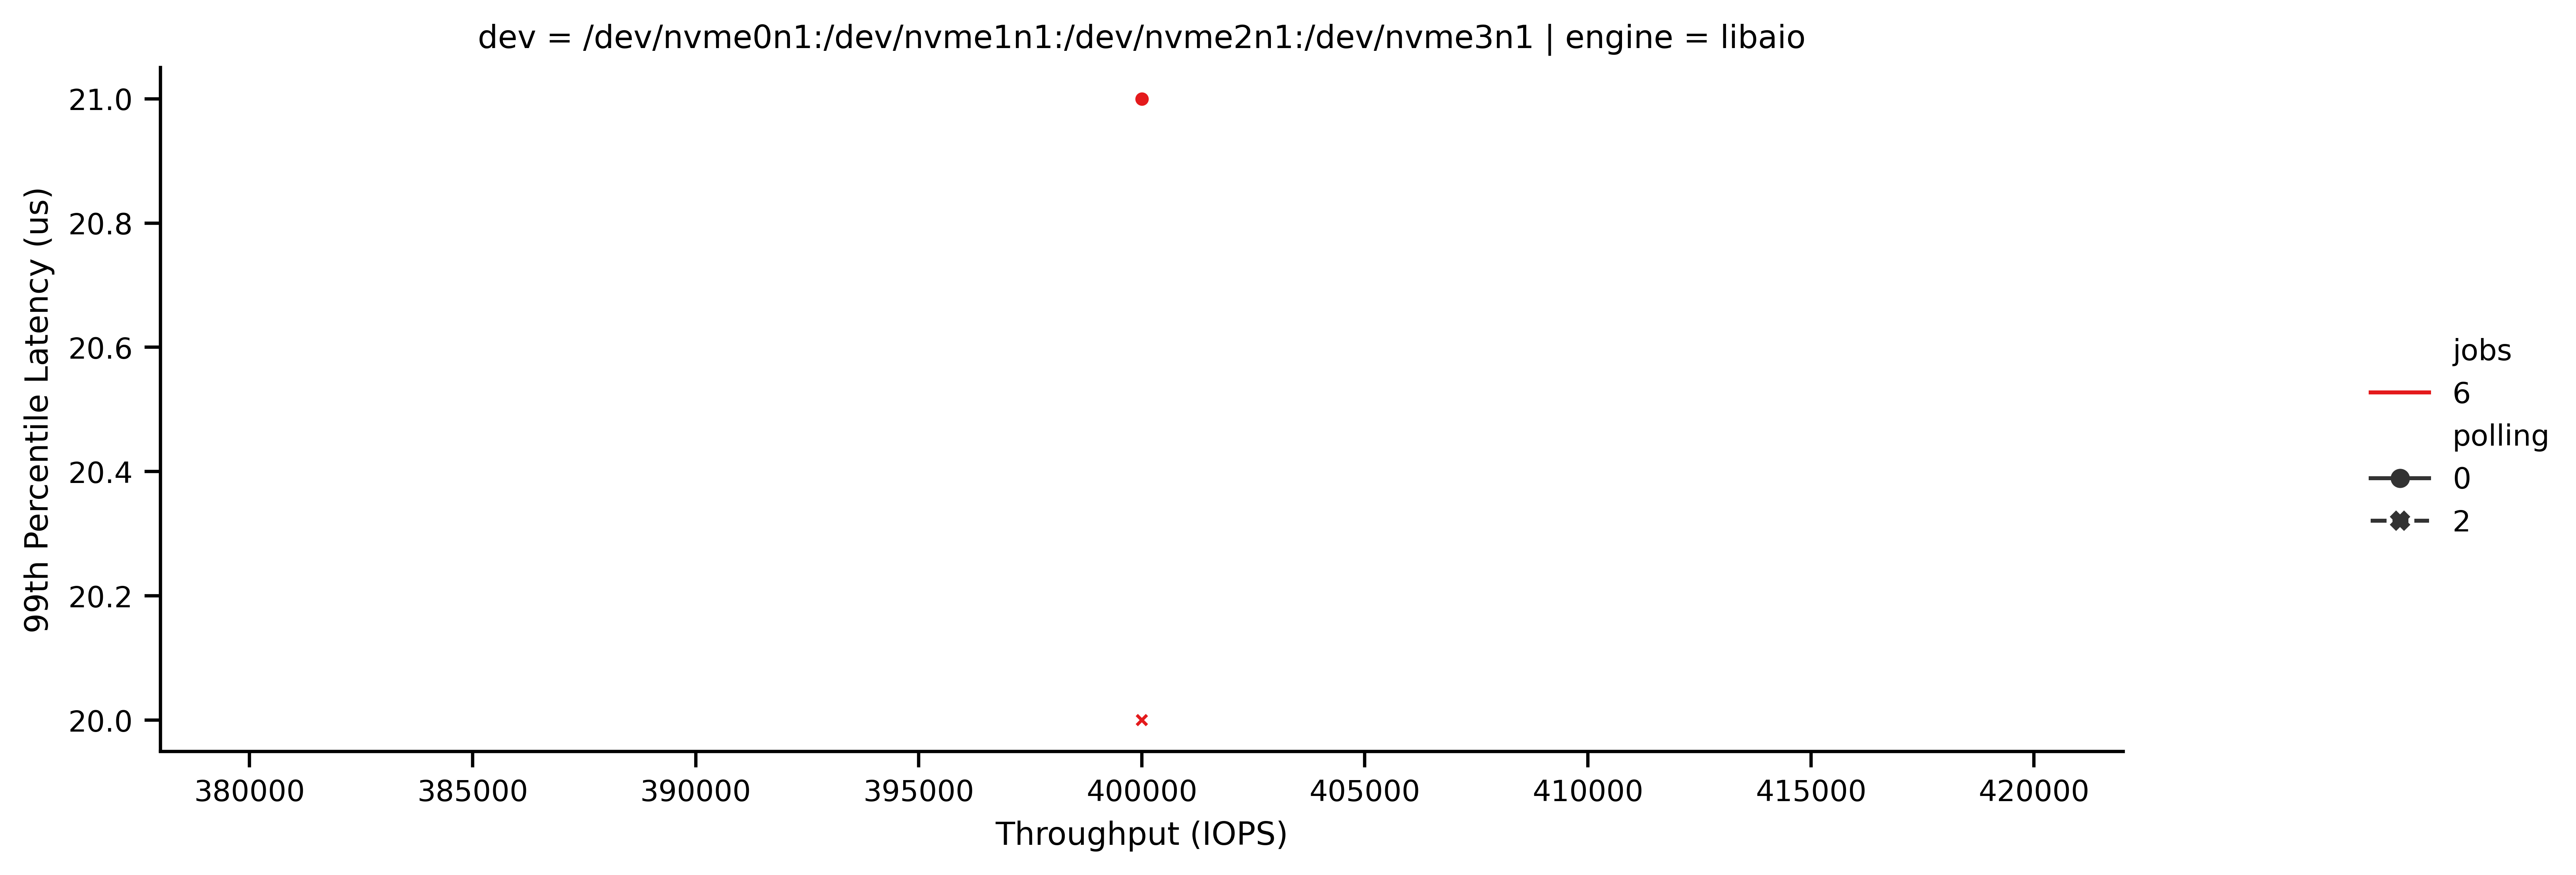 dev = /dev/nvme0n1:/dev/nvme1n1:/dev/nvme2n1:/dev/nvme3n1 | engine = libaio
99th Percentile Latency (us)
21.0
20.8
20.6
20.4
20.2
20.0
380000 385000 390000 395000 400000 405000 410000 415000 420000
Throughput (IOPS)
jobs
6
polling
0
2